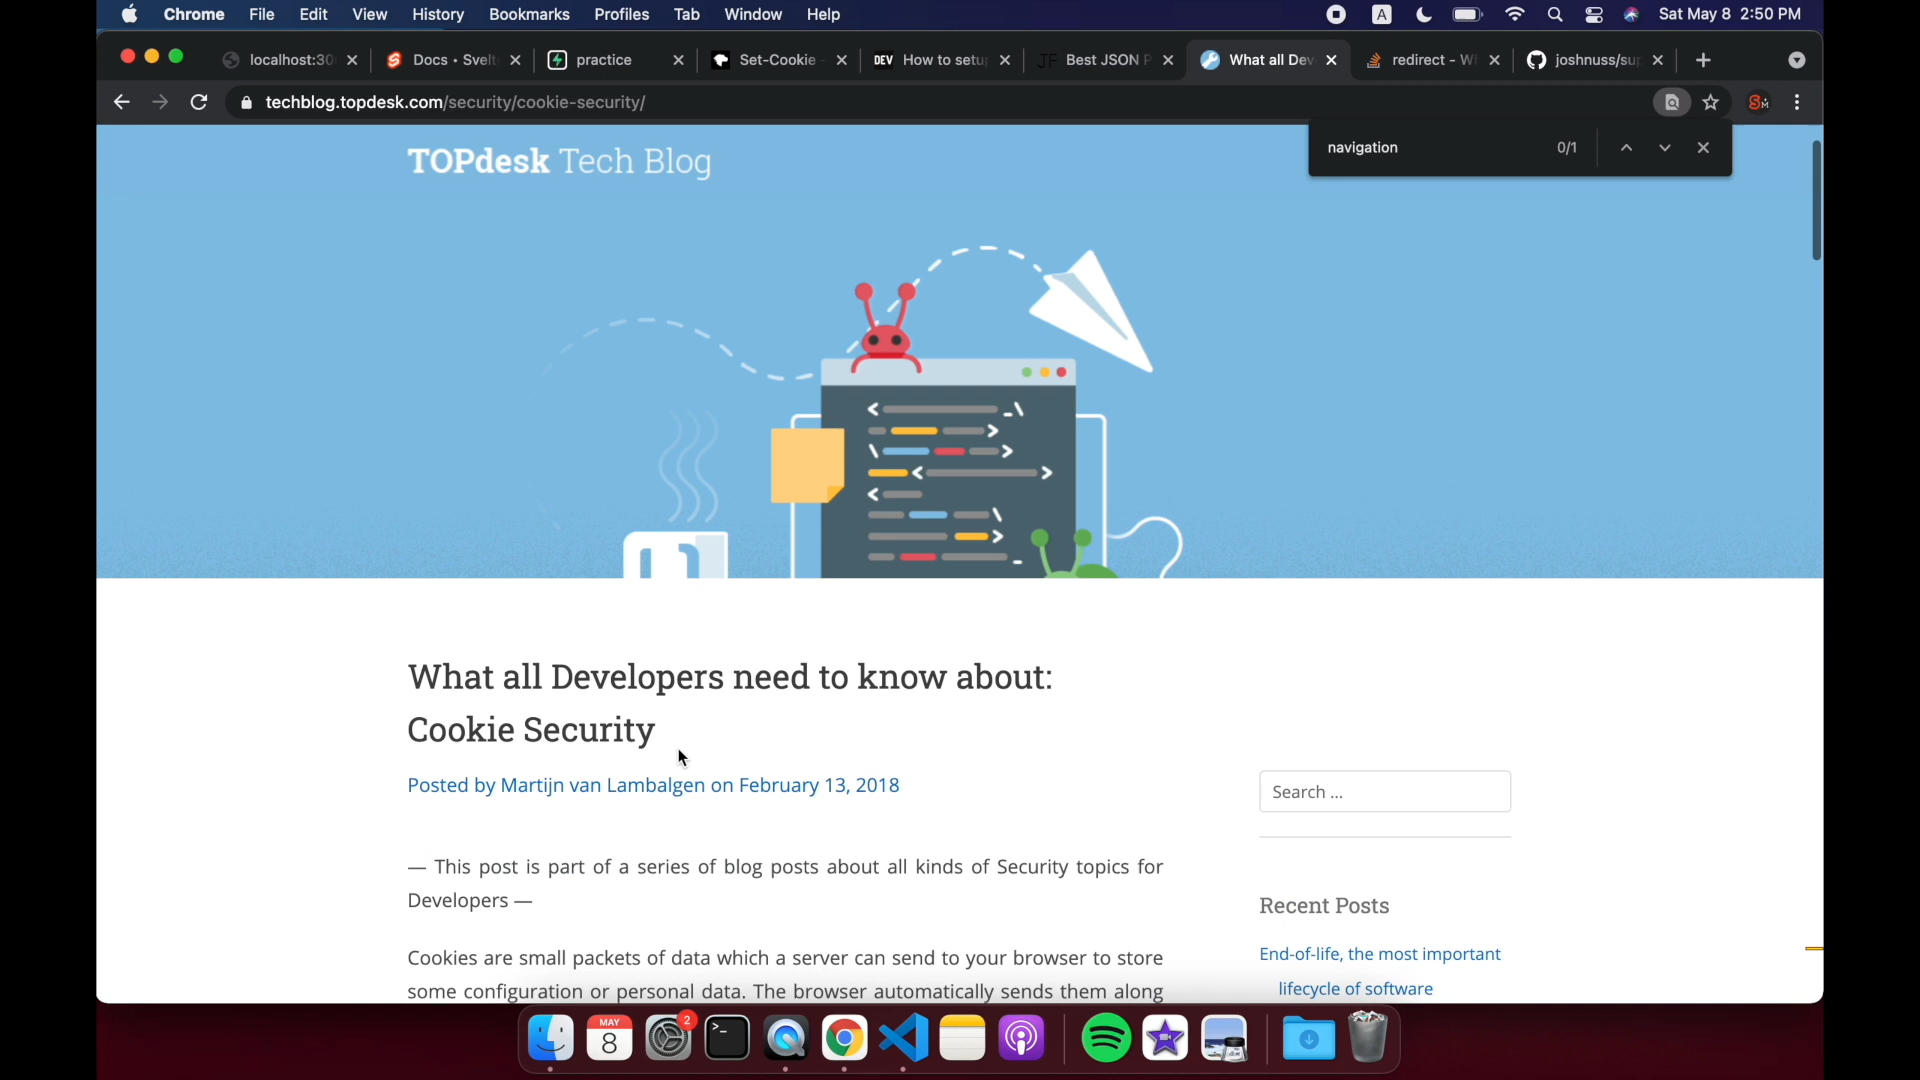 Chrome File Edit View History Bookmarks Profiles Tab Window Help A Sat May 8 2:50 PM
localhost:30 Docs • Svelt practice Set-Cookie DEV How to setu JF Best JSON P What all Dev redirect - W joshnuss/sup
techblog.topdesk.com/security/cookie-security/
navigation 0/1
TOPdesk Tech Blog
What all Developers need to know about:
Cookie Security
Posted by Martijn van Lambalgen on February 13, 2018
Search ...
— This post is part of a series of blog posts about all kinds of Security topics for
Developers —
Recent Posts
End-of-life, the most important
lifecycle of software
Cookies are small packets of data which a server can send to your browser to store
some configuration or personal data. The browser automatically sends them along
MAY
8
2